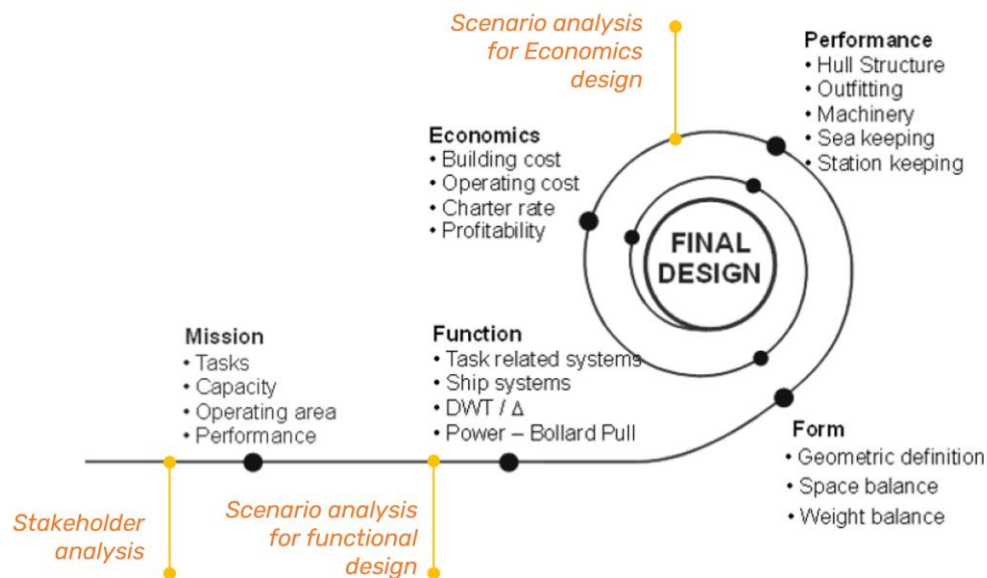 Scenario analysis
for Economics
design
Performance
• Hull Structure
• Outfitting
• Machinery
• Sea keeping
• Station keeping
Economics
• Building cost
• Operating cost
• Charter rate
• Profitability
FINAL
DESIGN
Mission
• Tasks
• Capacity
• Operating area
• Performance
Function
• Task related systems
• Ship systems
• DWT / Δ
• Power – Bollard Pull
Form
• Geometric definition
• Space balance
• Weight balance
Stakeholder
analysis
Scenario analysis
for functional
design